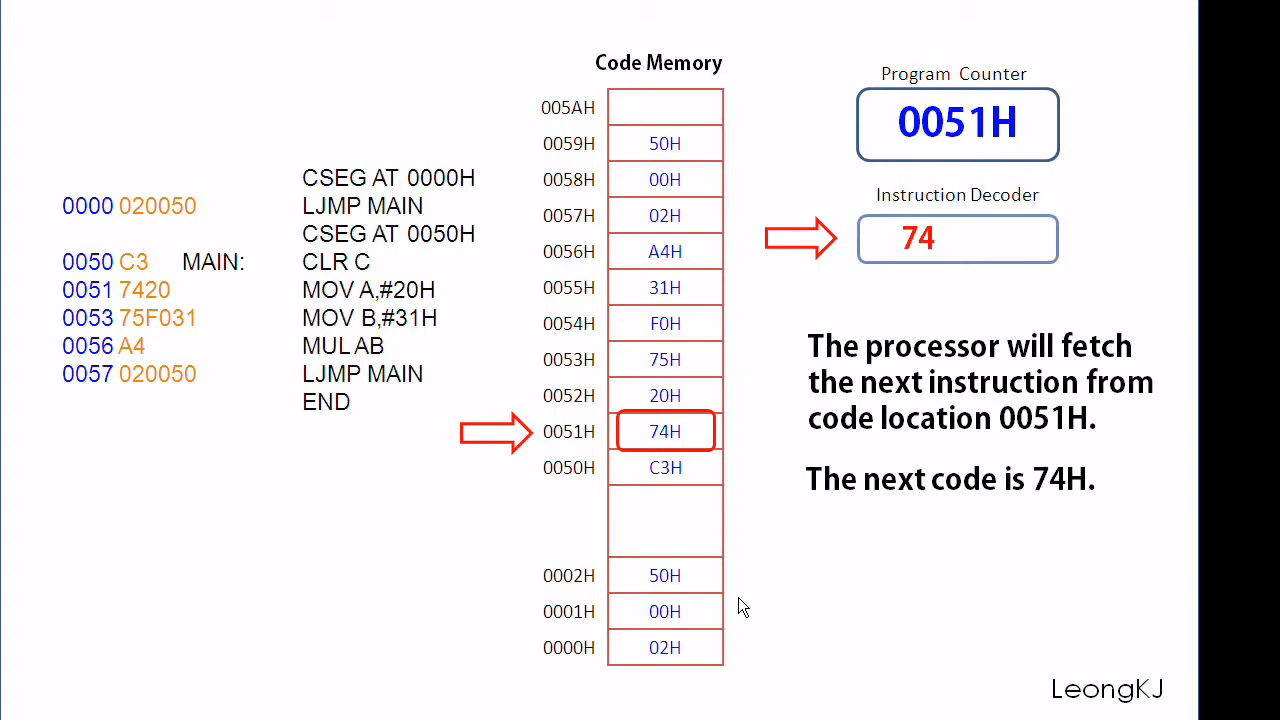 CSEG AT 0000H
0000 020050 LJMP MAIN
CSEG AT 0050H
0050 C3 MAIN: CLR C
0051 7420 MOV A,#20H
0053 75F031 MOV B,#31H
0056 A4 MUL AB
0057 020050 LJMP MAIN
END
Code Memory
005AH
0059H 50H
0058H 00H
0057H 02H
0056H A4H
0055H 31H
0054H F0H
0053H 75H
0052H 20H
0051H 74H
0050H C3H
0002H 50H
0001H 00H
0000H 02H
Program Counter
0051H
Instruction Decoder
74
The processor will fetch
the next instruction from
code location 0051H.
The next code is 74H.
LeongKJ